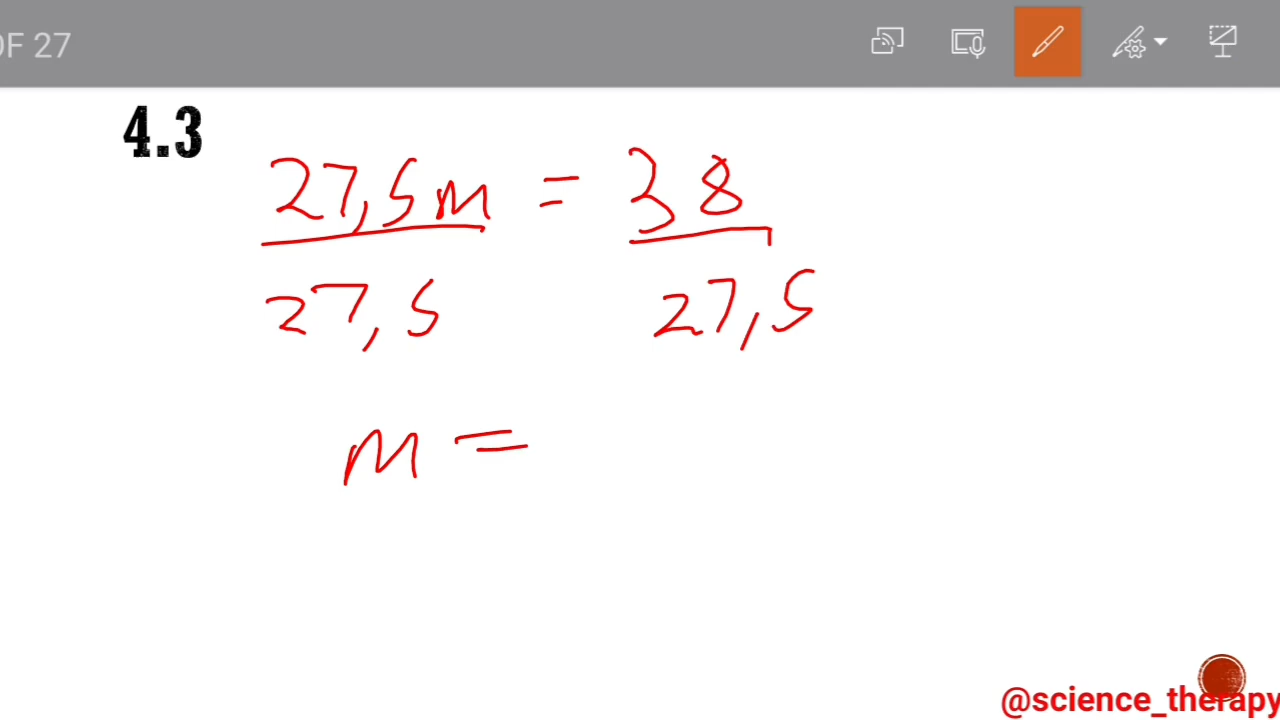 OF 27
4.3
27,5m = 38
27,5 27,5
m =
@science_therapy